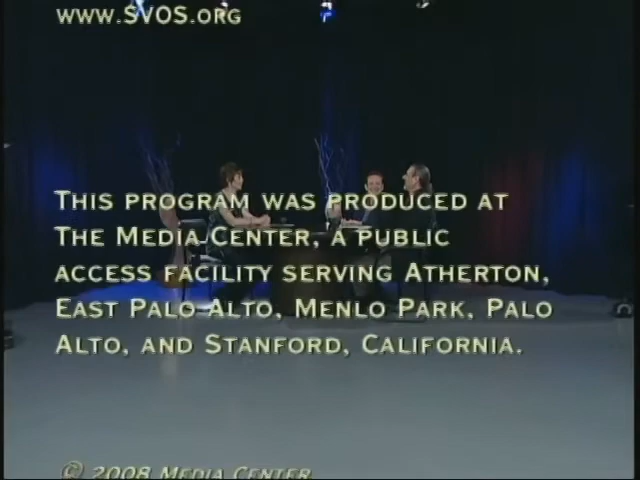 www.SVOS.org
This program was produced at
The Media Center, a public
access facility serving Atherton,
East Palo Alto, Menlo Park, Palo
Alto, and Stanford, California.
© 2008 Media Center